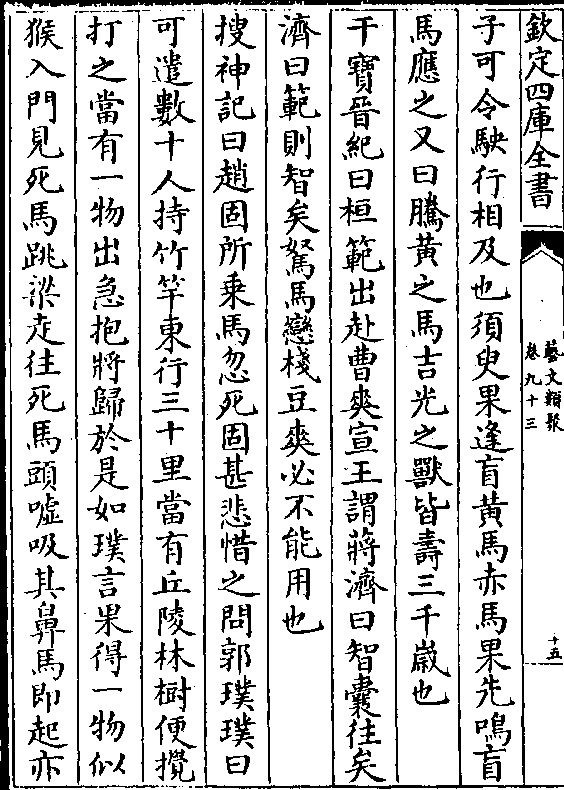 欽定四庫全書
藝文類聚
卷九十三
十五
子可令駛行相及也須臾果逢盲黃馬赤馬果先鳴盲
馬應之又曰騰黃之馬吉光之獸皆壽三千歲也
干寶晉紀曰桓範出赴曹爽宣王謂蔣濟曰智囊往矣
濟曰範則智矣駑馬戀棧豆爽必不能用也
搜神記曰趙固所乗馬忽死固甚悲惜之問郭璞璞曰
可遣數十人持竹竿東行三十里當有丘陵林樹便攪
打之當有一物出急抱將歸於是如璞言果得一物似
猴入門見死馬跳梁走往死馬頭噓吸其鼻馬即起亦